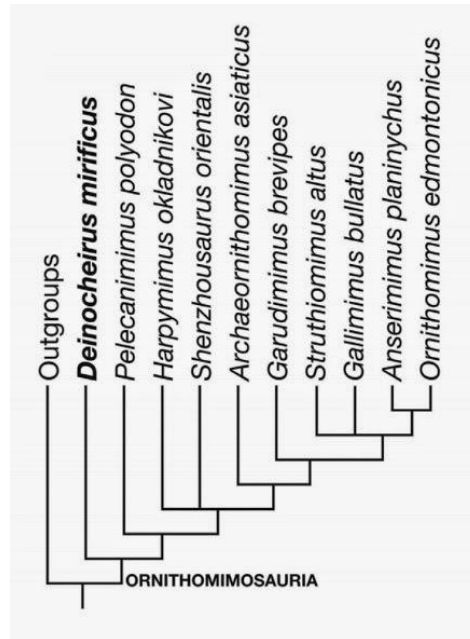 Outgroups
Deinocheirus mirificus
Pelecanimimus polyodon
Harpymimus okladnikovi
Shenzhousaurus orientalis
Archaeornithomimus asiaticus
Garudimimus brevipes
Struthiomimus altus
Gallimimus bullatus
Anserimimus planinychus
Ornithomimus edmontonicus
ORNITHOMIMOSAURIA